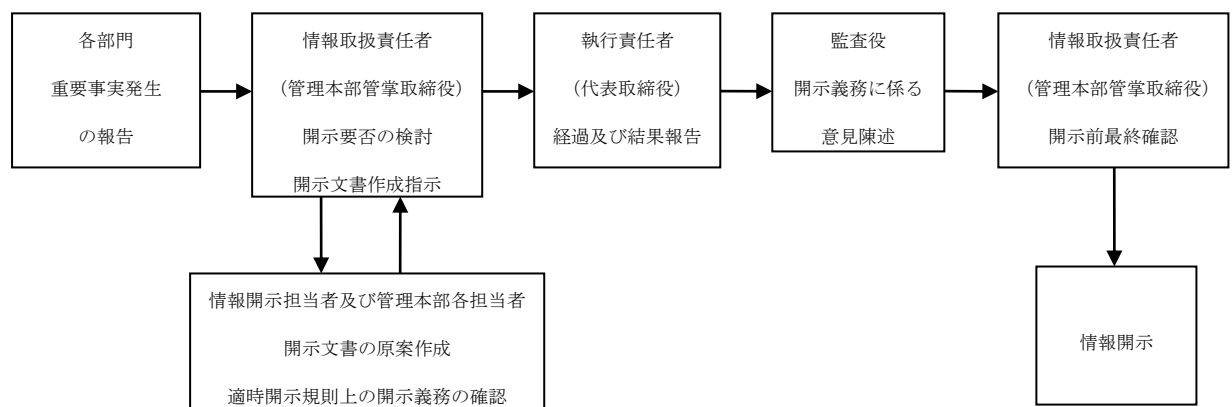 各部門
重要事実発生
の報告
情報取扱責任者
(管理本部管掌取締役)
開示要否の検討
開示文書作成指示
執行責任者
(代表取締役)
経過及び結果報告
監査役
開示義務に係る
意見陳述
情報取扱責任者
(管理本部管掌取締役)
開示前最終確認
情報開示担当者及び管理本部各担当者
開示文書の原案作成
適時開示規則上の開示義務の確認
情報開示